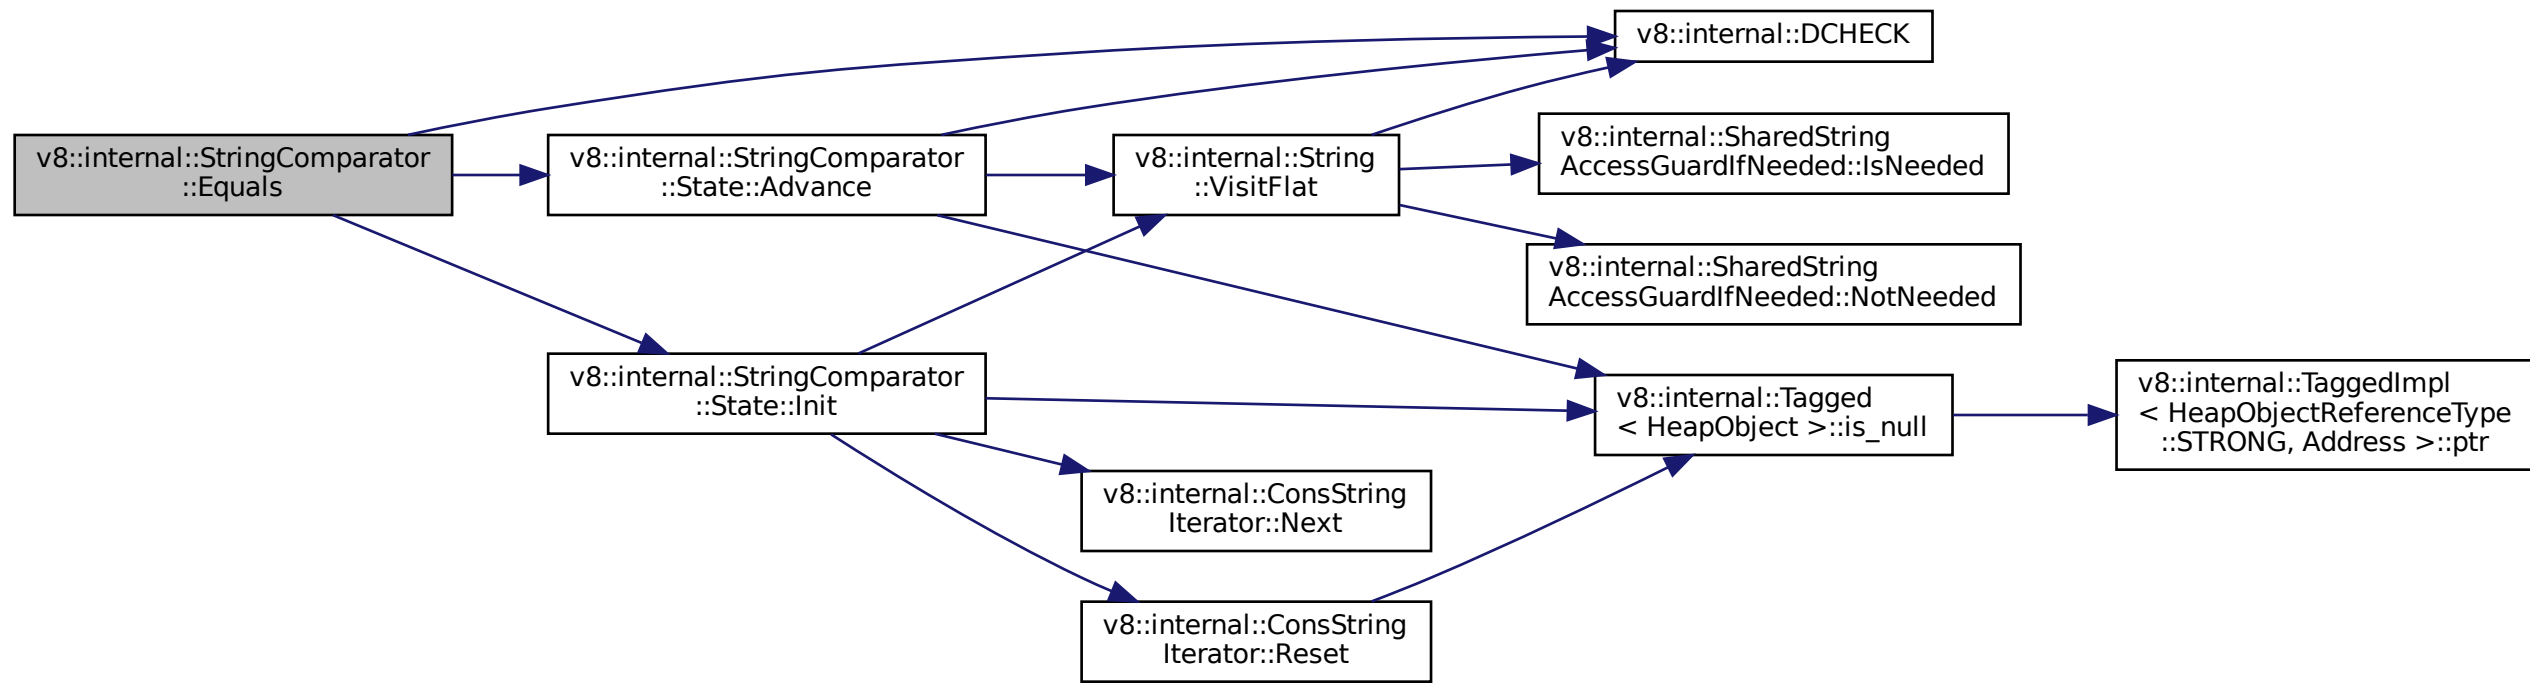 v8::internal::StringComparator
::Equals
v8::internal::StringComparator
::State::Advance
v8::internal::StringComparator
::State::Init
v8::internal::String
::VisitFlat
v8::internal::ConsString
Iterator::Next
v8::internal::ConsString
Iterator::Reset
v8::internal::DCHECK
v8::internal::SharedString
AccessGuardIfNeeded::IsNeeded
v8::internal::SharedString
AccessGuardIfNeeded::NotNeeded
v8::internal::Tagged
< HeapObject >::is_null
v8::internal::TaggedImpl
< HeapObjectReferenceType
::STRONG, Address >::ptr